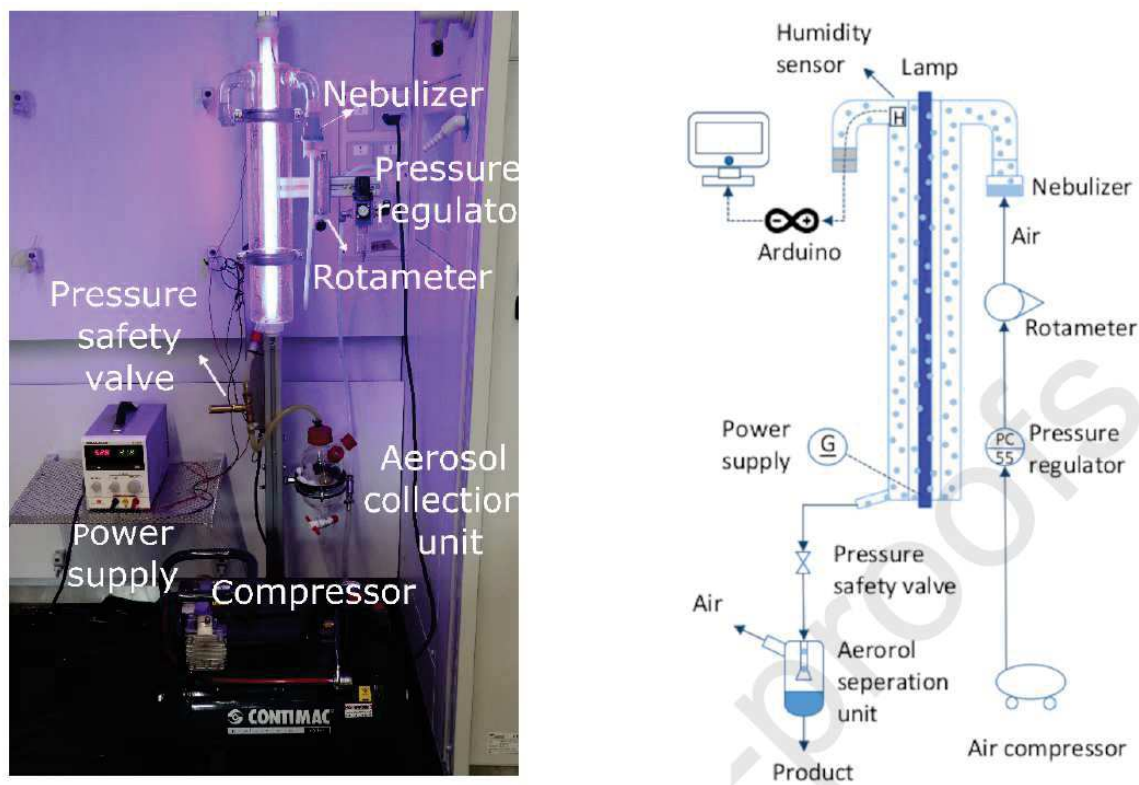 Nebulizer
Pressure
regulato
Rotameter
Pressure
safety
valve
Aerosol
collection
unit
Power
supply
Compressor
CONTIMAC
Humidity
sensor
Lamp
H
Nebulizer
Air
Arduino
Rotameter
Power
supply
G
PC
55
Pressure
regulator
Pressure
safety valve
Air
Aerorol
seperation
unit
Air compressor
Product
-proofs